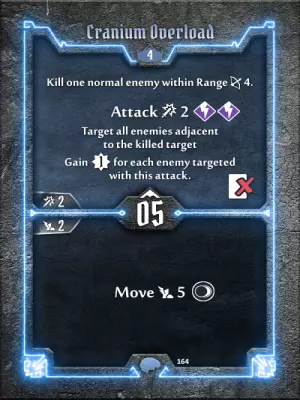 Cranium Overload
4
Kill one normal enemy within Range 4.
Attack 2
Target all enemies adjacent
to the killed target
Gain 1 for each enemy targeted
with this attack.
2
05
2
Move 5
164